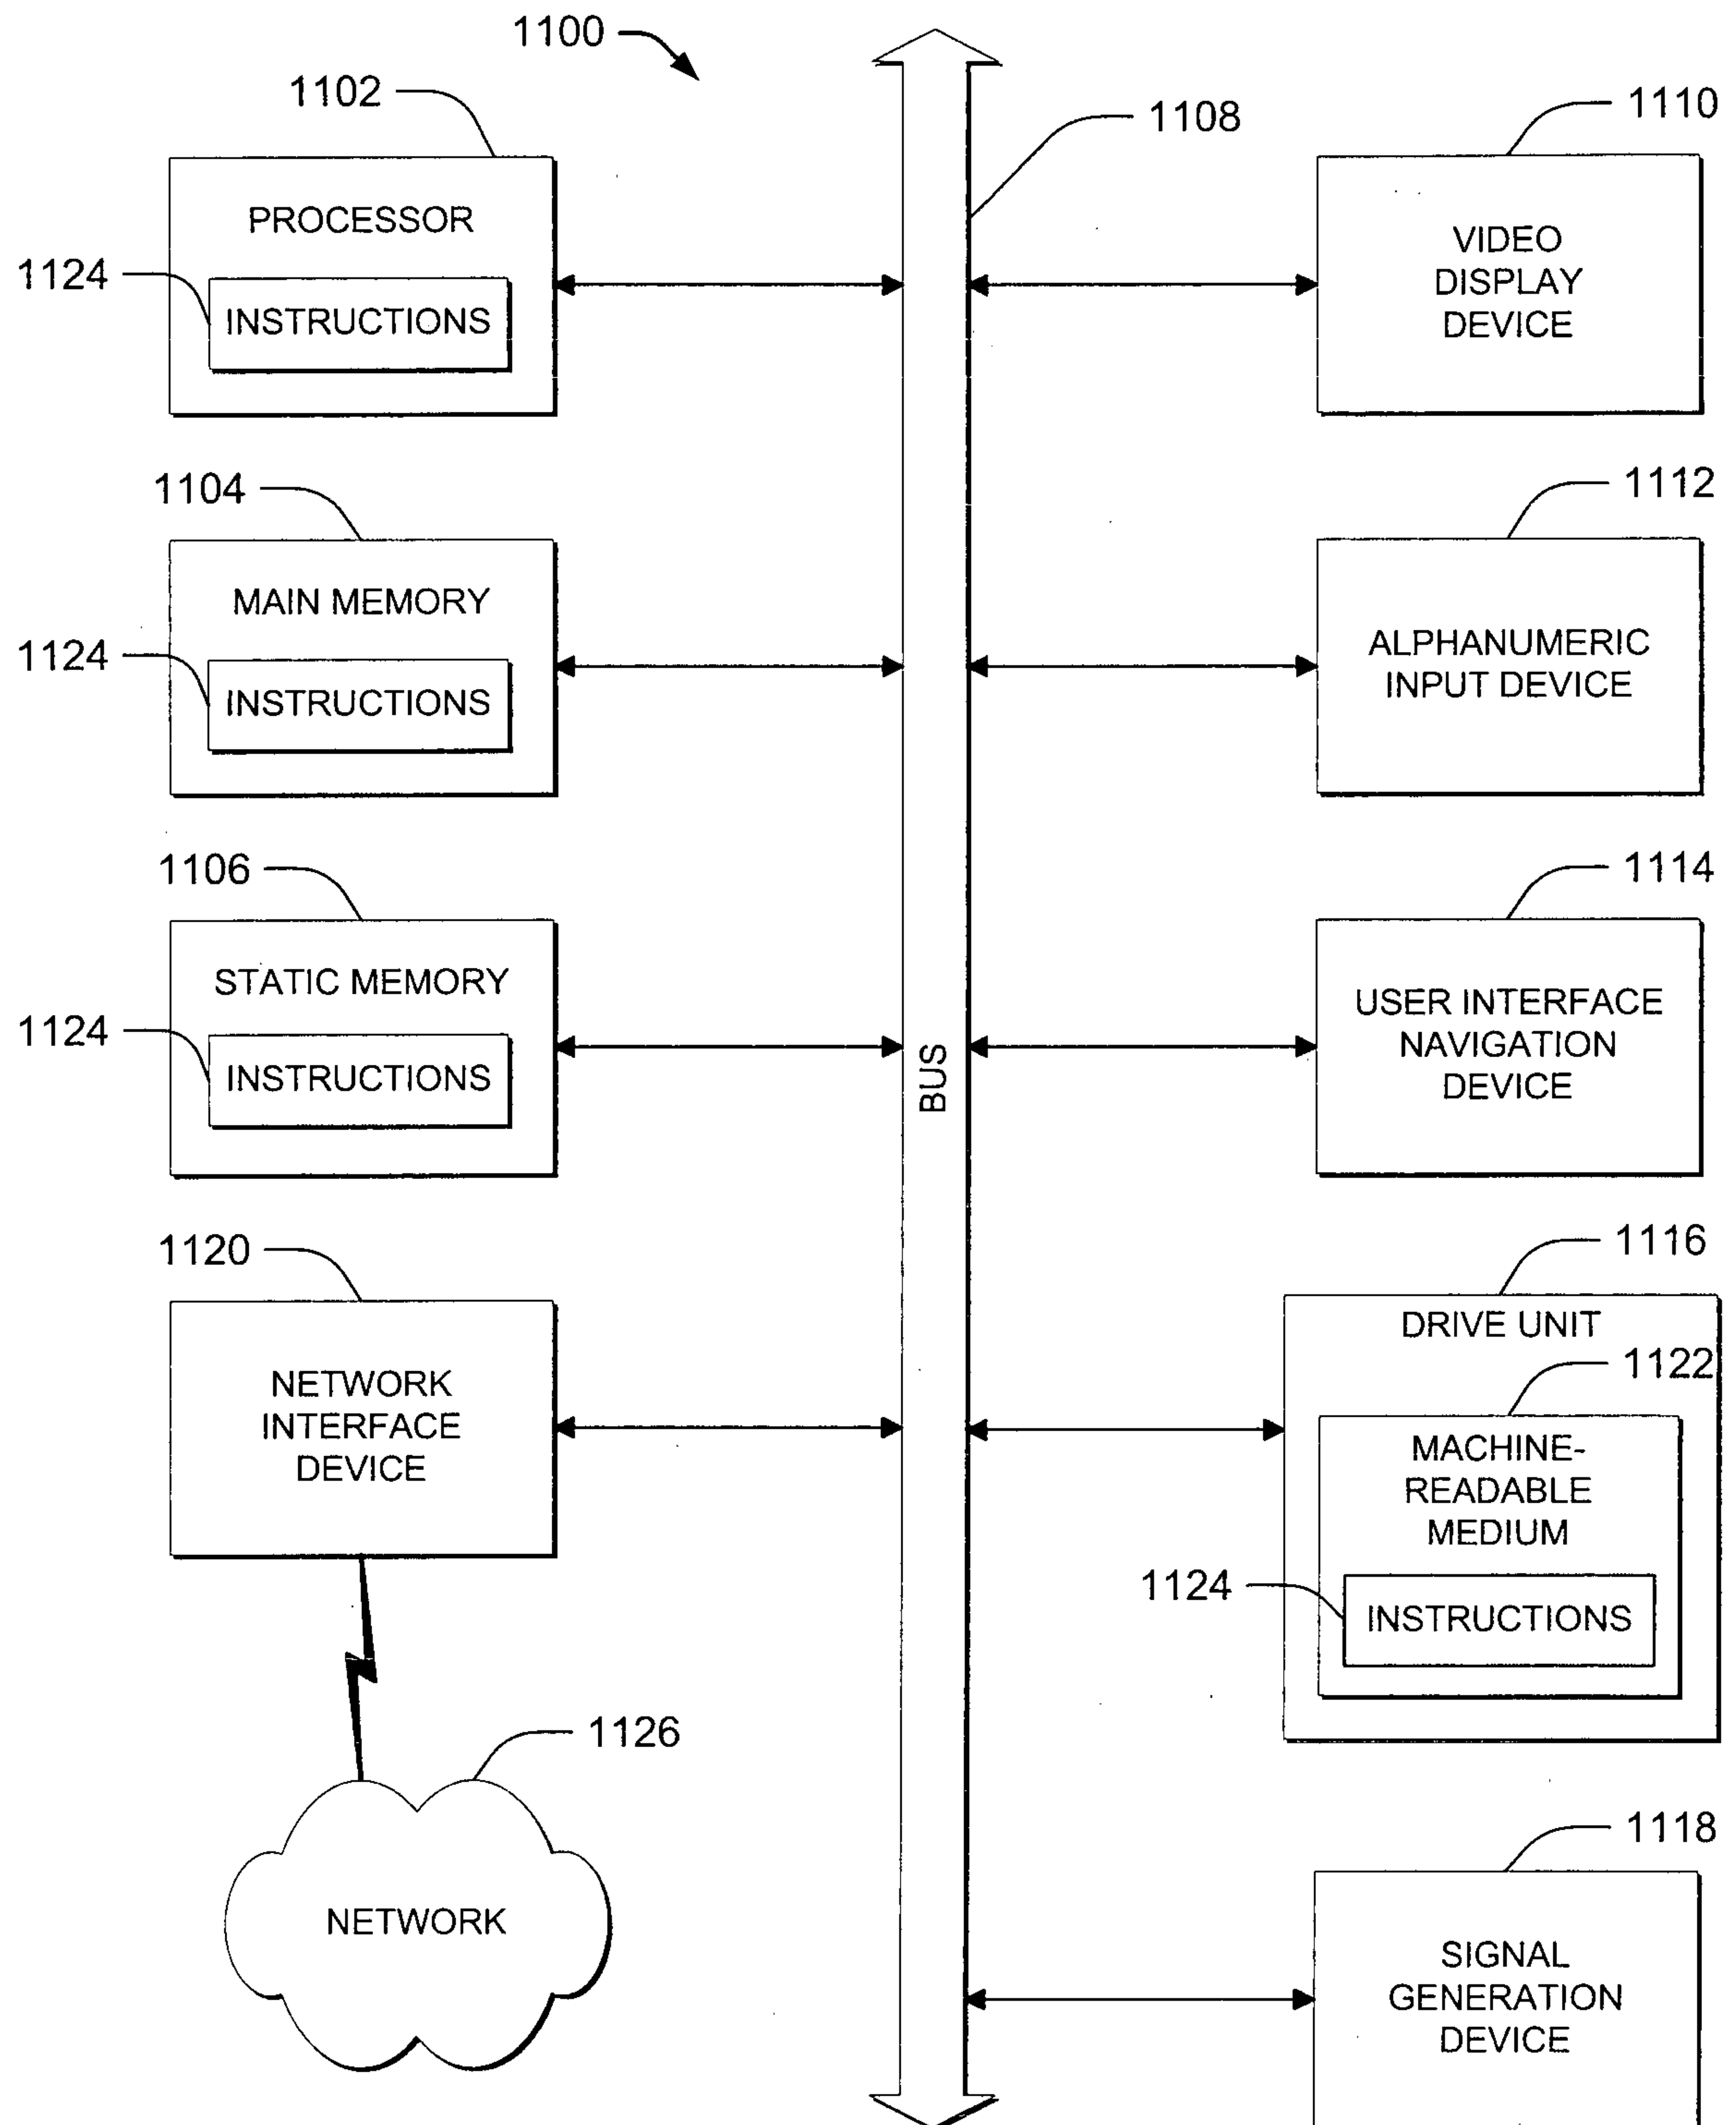 1100
1102
PROCESSOR
1124
INSTRUCTIONS
1104
MAIN MEMORY
1124
INSTRUCTIONS
1106
STATIC MEMORY
1124
INSTRUCTIONS
1120
NETWORK
INTERFACE
DEVICE
1126
NETWORK
1108
BUS
1110
VIDEO
DISPLAY
DEVICE
1112
ALPHANUMERIC
INPUT DEVICE
1114
USER INTERFACE
NAVIGATION
DEVICE
1116
DRIVE UNIT
1122
MACHINE-
READABLE
MEDIUM
1124
INSTRUCTIONS
1118
SIGNAL
GENERATION
DEVICE